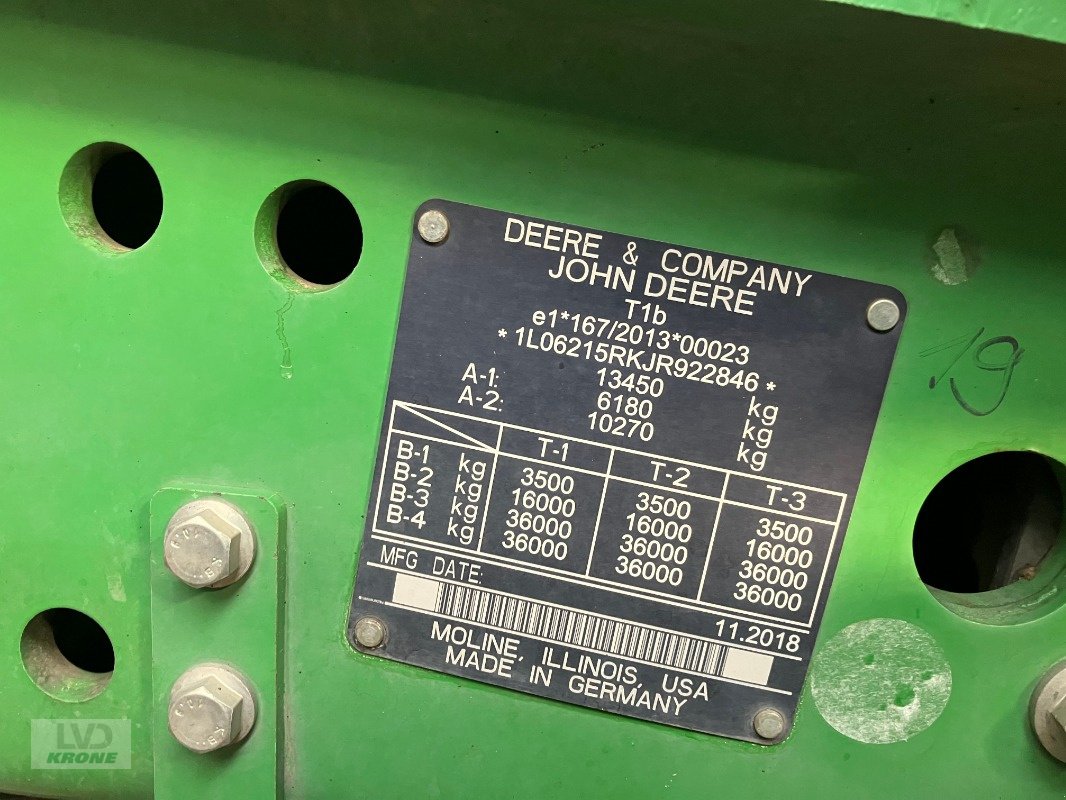 DEERE & COMPANY
JOHN DEERE
T1b
e1*167/2013*00023
* 1L06215RKJR922846 *
13450 kg
A-1: 6180 kg
A-2: 10270 kg
T-1 T-2 T-3
B-1 kg 3500 3500 3500
B-2 kg 16000 16000 16000
B-3 kg 36000 36000 36000
B-4 kg 36000 36000 36000
MFG DATE:
11.2018
MOLINE, ILLINOIS, USA
MADE IN GERMANY
19
LVD
KRONE